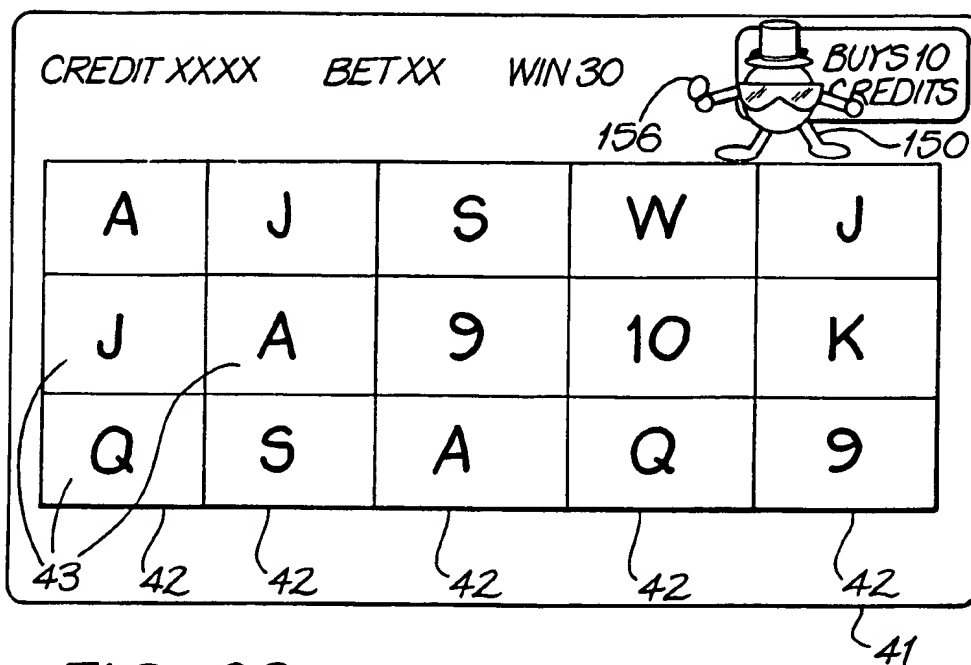 CREDIT XXXX BET XX WIN 30 BUYS 10
CREDITS
156 150
A J S W J
J A 9 10 K
Q S A Q 9
43 42 42 42 42 42
41